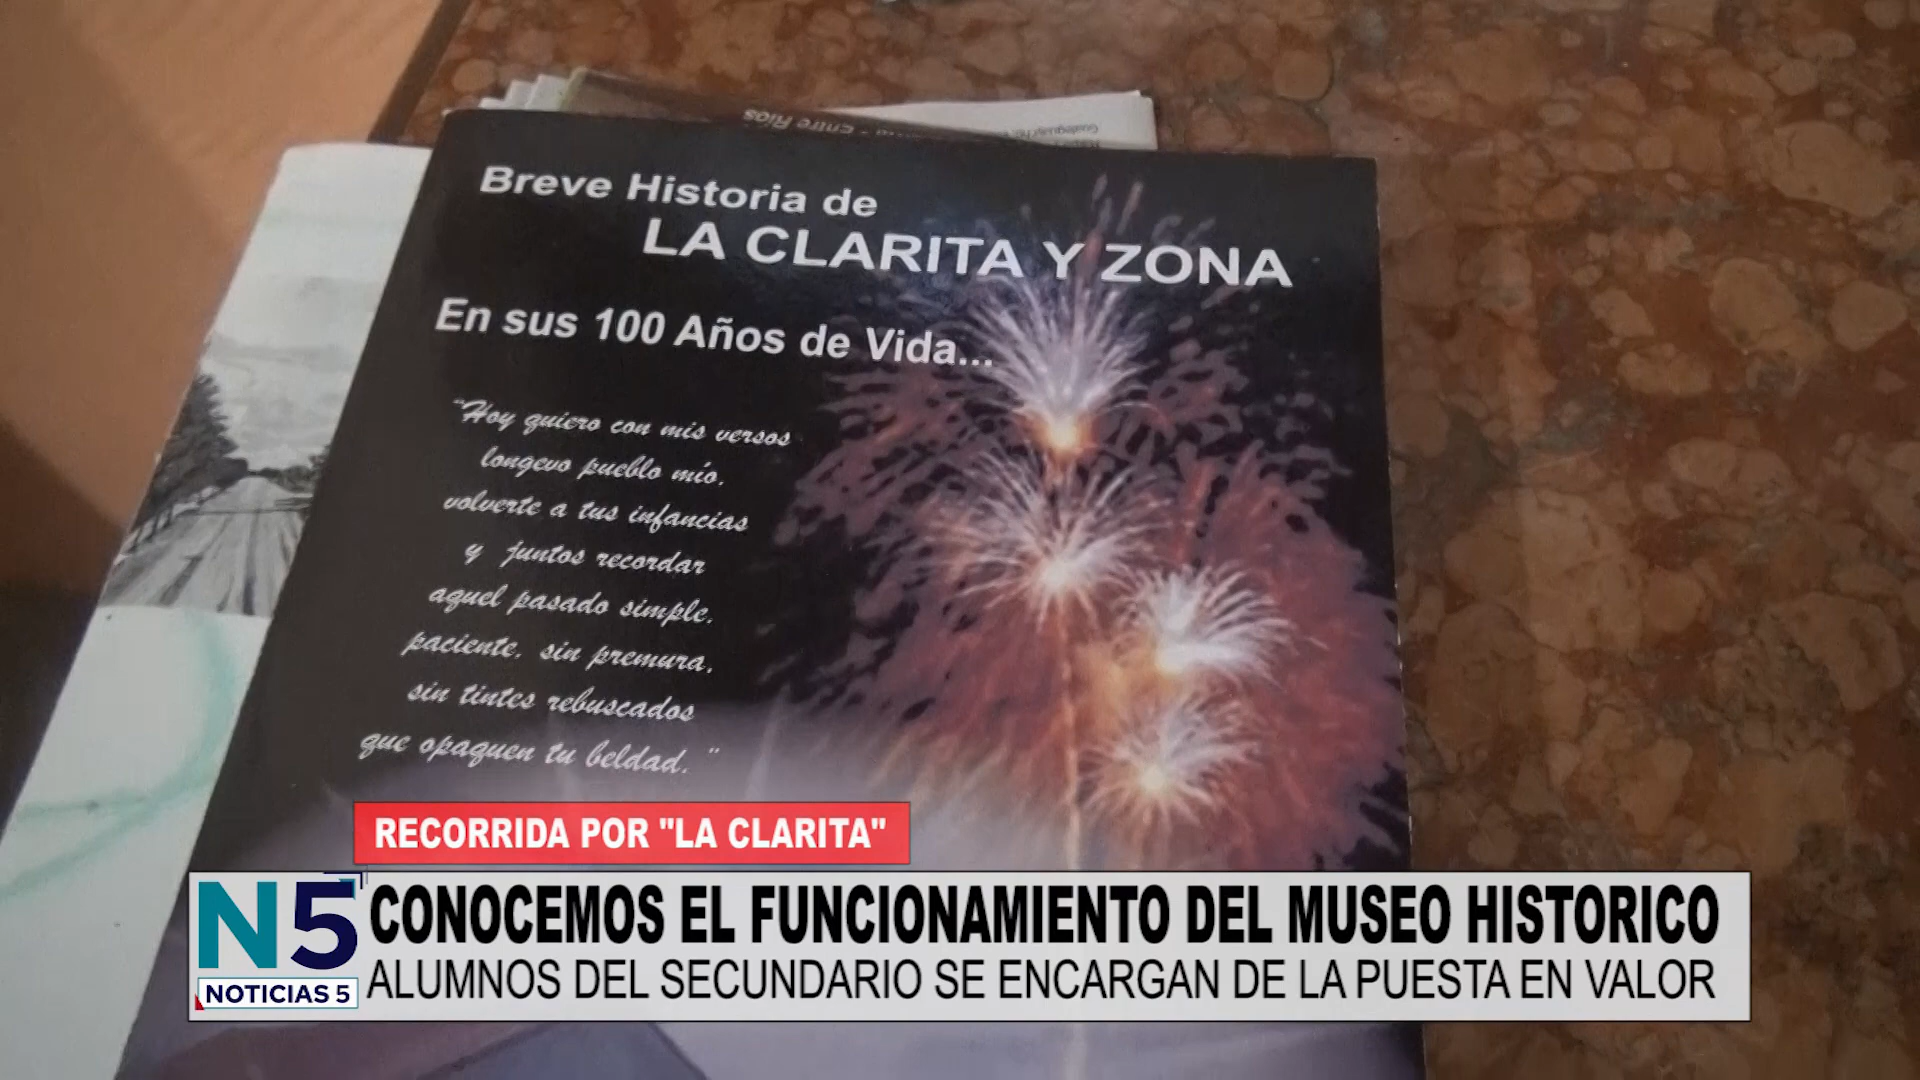 Entre Ríos
Breve Historia de
LA CLARITA Y ZONA
En sus 100 Años de Vida...
"Hoy quiero con mis versos
longevo pueblo mío,
volverte a tus infancias
y juntos recordar
aquel pasado simple,
paciente, sin premura,
sin tintes rebuscados
que opaquen tu beldad."
RECORRIDA POR "LA CLARITA"
N5
NOTICIAS 5
CONOCEMOS EL FUNCIONAMIENTO DEL MUSEO HISTORICO
ALUMNOS DEL SECUNDARIO SE ENCARGAN DE LA PUESTA EN VALOR